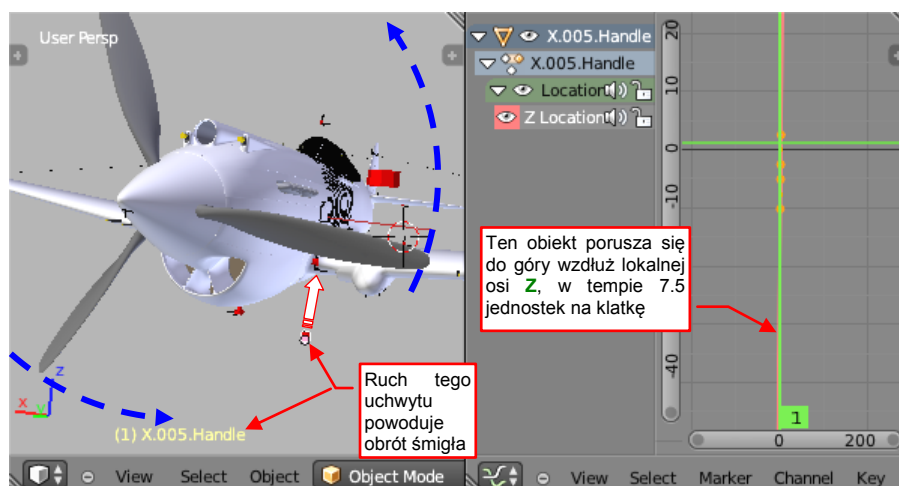 User Persp
X.005.Handle
X.005.Handle
Location
Z Location
20
10
0
-10
-40
Ten obiekt porusza się
do góry wzdłuż lokalnej
osi Z, w tempie 7.5
jednostek na klatkę
Ruch tego
uchwytu
powoduje
obrót śmigła
z
x
y
(1) X.005.Handle
1
0 200
View Select Object Object Mode
View Select Marker Channel Key